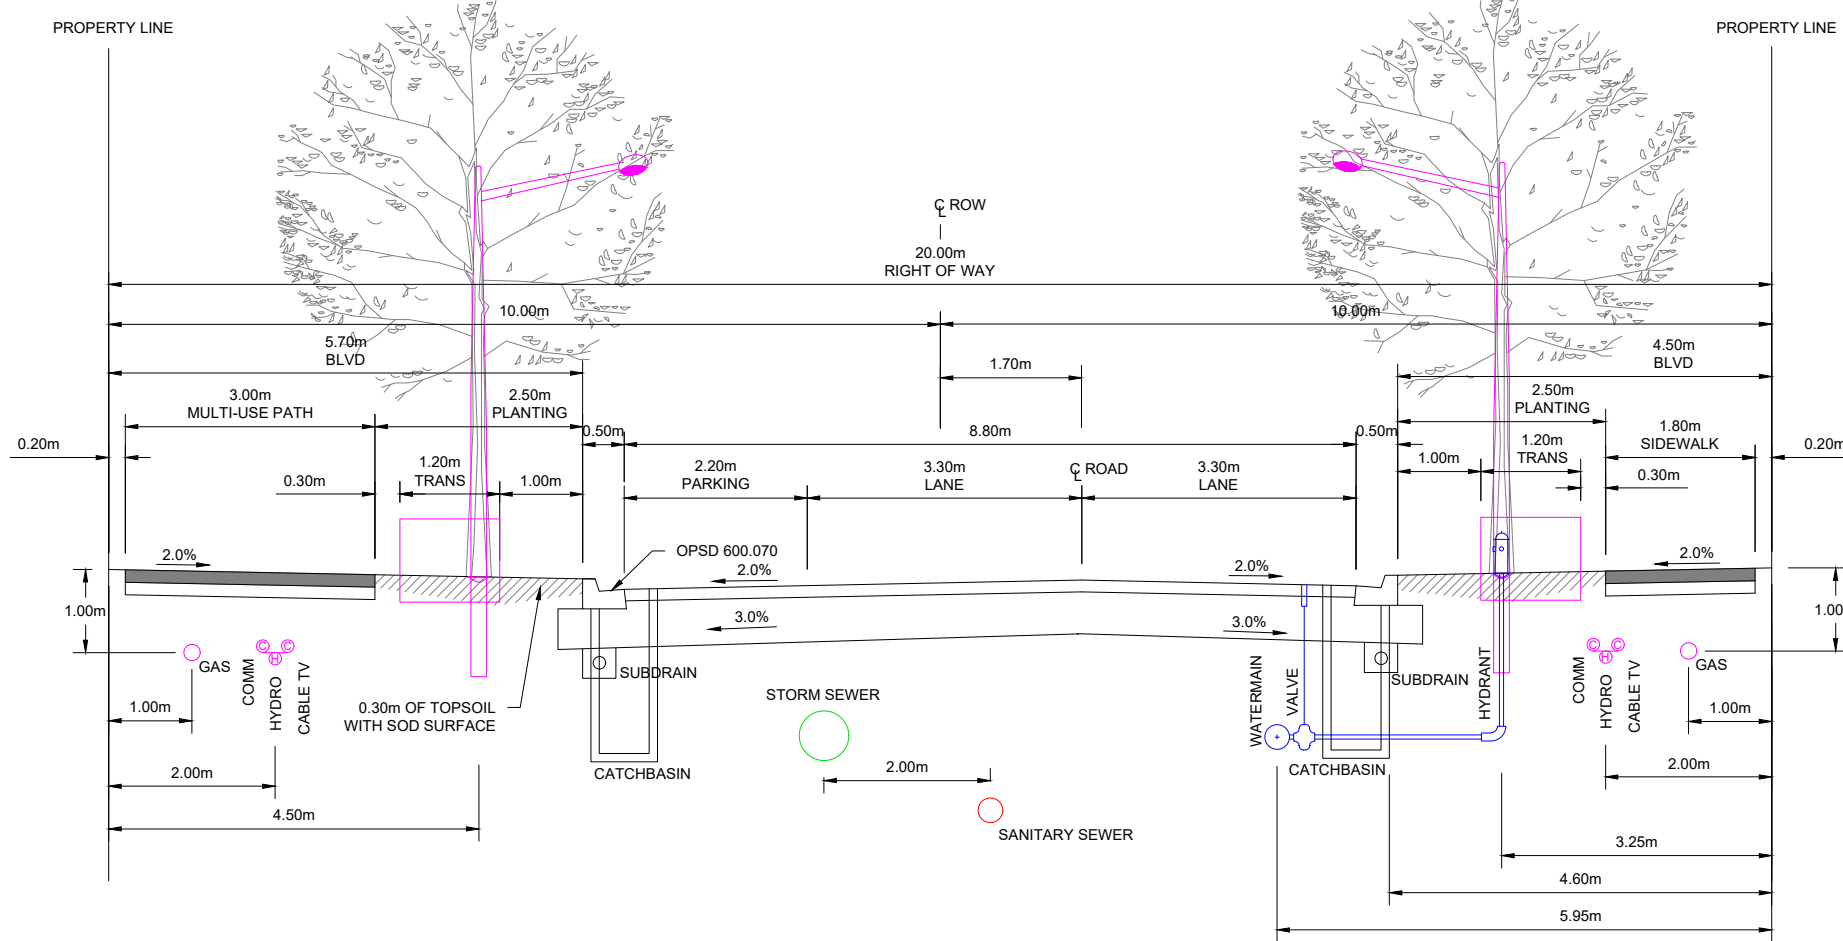 PROPERTY LINE
PROPERTY LINE
℄ ROW
20.00m
RIGHT OF WAY
10.00m
10.00m
5.70m
BLVD
4.50m
BLVD
1.70m
3.00m
MULTI-USE PATH
2.50m
PLANTING
2.50m
PLANTING
0.50m
8.80m
0.50m
1.80m
SIDEWALK
0.20m
0.20m
1.20m
TRANS
0.30m
1.00m
2.20m
PARKING
3.30m
LANE
℄ ROAD
3.30m
LANE
1.00m
1.20m
TRANS
0.30m
2.0%
OPSD 600.070
2.0%
2.0%
2.0%
1.00m
3.0%
3.0%
1.00
C
C
H
GAS
COMM
HYDRO
CABLE TV
SUBDRAIN
SUBDRAIN
C
C
H
GAS
COMM
HYDRO
CABLE TV
0.30m OF TOPSOIL
WITH SOD SURFACE
STORM SEWER
WATERMAIN
VALVE
HYDRANT
1.00m
1.00m
CATCHBASIN
CATCHBASIN
2.00m
2.00m
2.00m
4.50m
SANITARY SEWER
3.25m
4.60m
5.95m